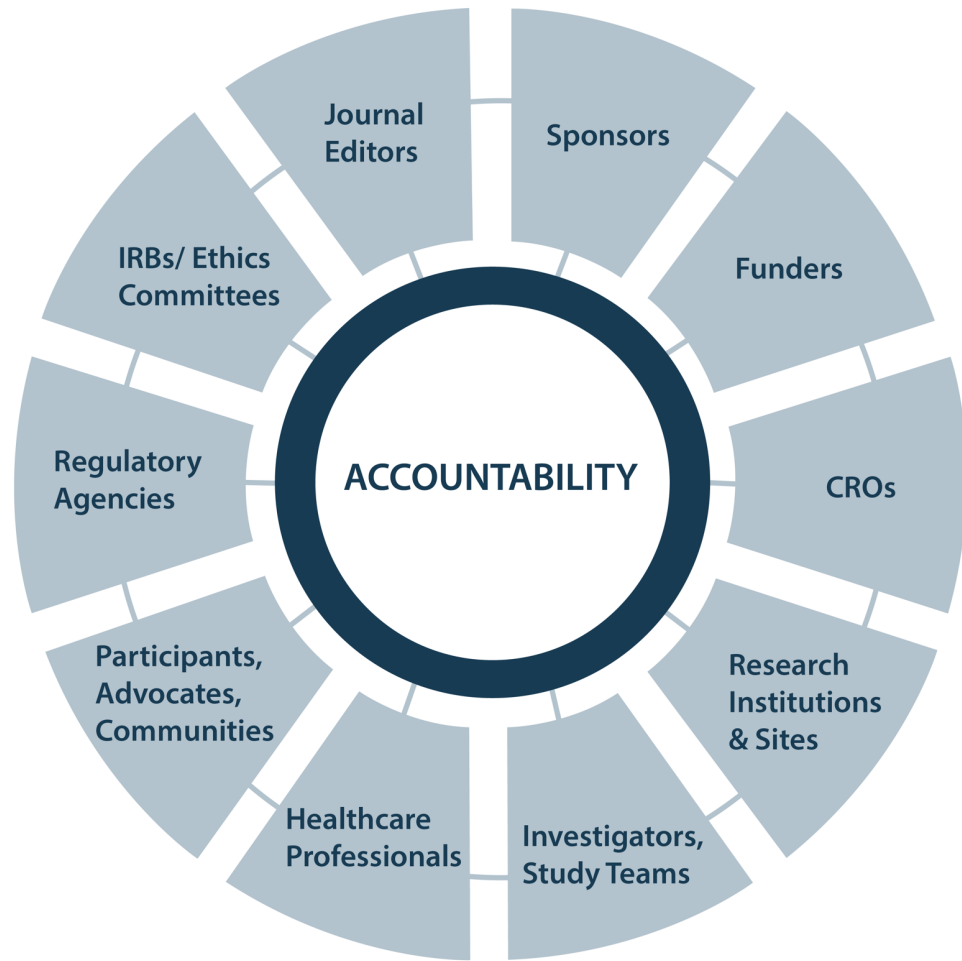 Journal
Editors
Sponsors
IRBs/ Ethics
Committees
Funders
Regulatory
Agencies
ACCOUNTABILITY
CROs
Participants,
Advocates,
Communities
Research
Institutions
& Sites
Healthcare
Professionals
Investigators,
Study Teams